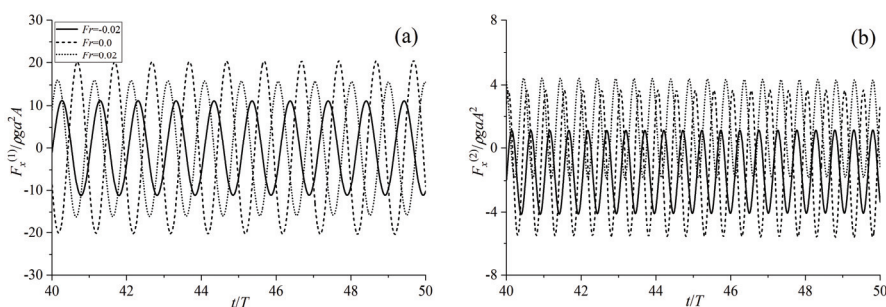 (a)
Fr=-0.02
Fr=0.0
Fr=0.02
30
20
10
0
-10
-20
-30
Fx(1)/ρga²A
40 42 44 46 48 50
t/T
(b)
8
4
0
-4
-8
Fx(2)/ρgaA²
40 42 44 46 48 50
t/T